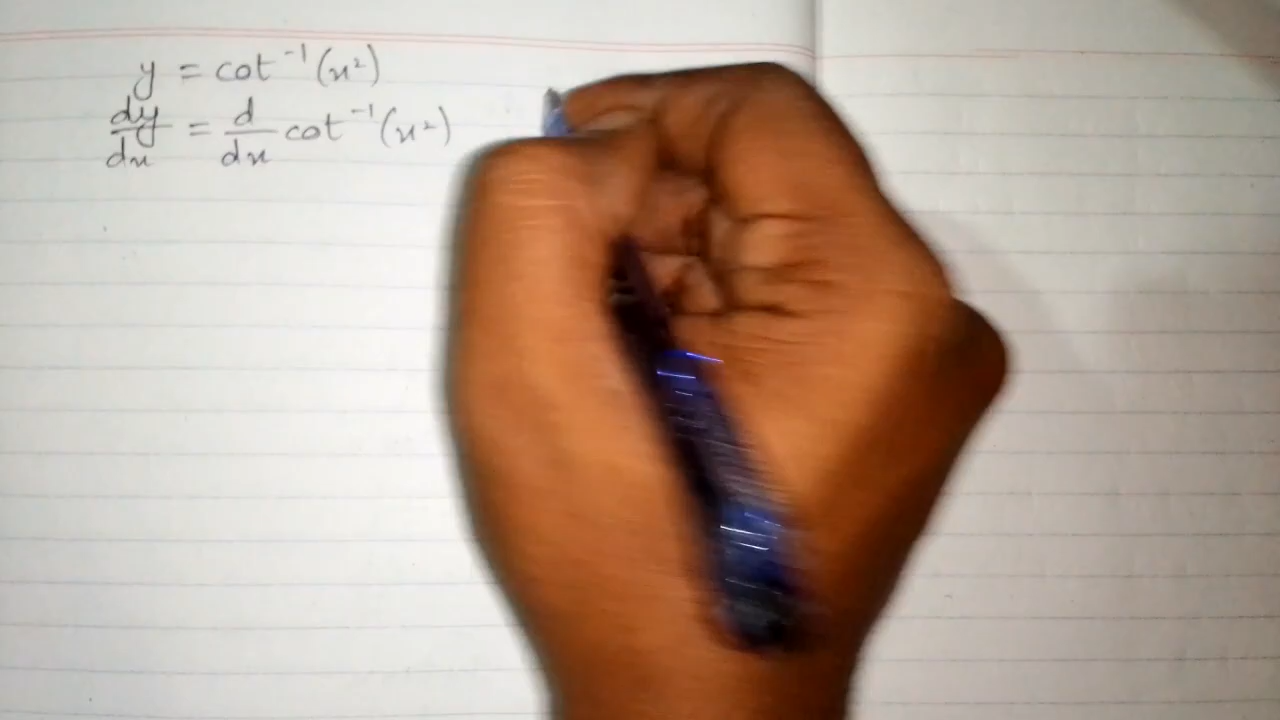 y = cot⁻¹(x²)
dy/dx = d/dx cot⁻¹(x²)